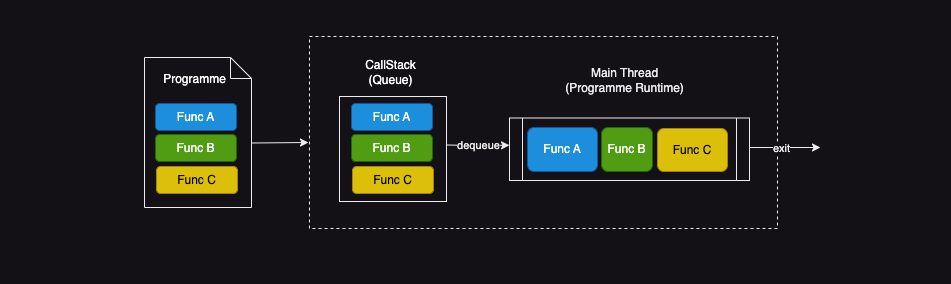 Programme
Func A
Func B
Func C
CallStack
(Queue)
Func A
Func B
Func C
dequeue
Main Thread
(Programme Runtime)
Func A
Func B
Func C
exit